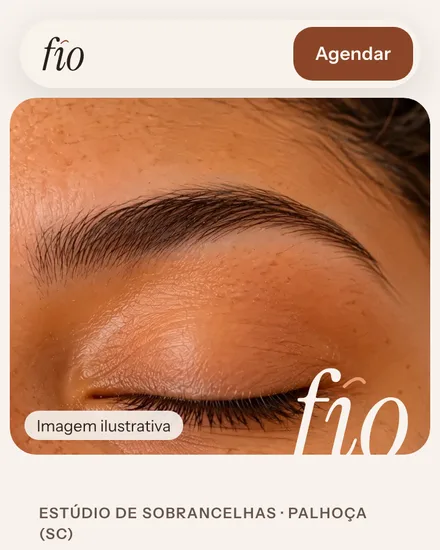 fio
Agendar
fio
Imagem ilustrativa
ESTÚDIO DE SOBRANCELHAS · PALHOÇA
(SC)